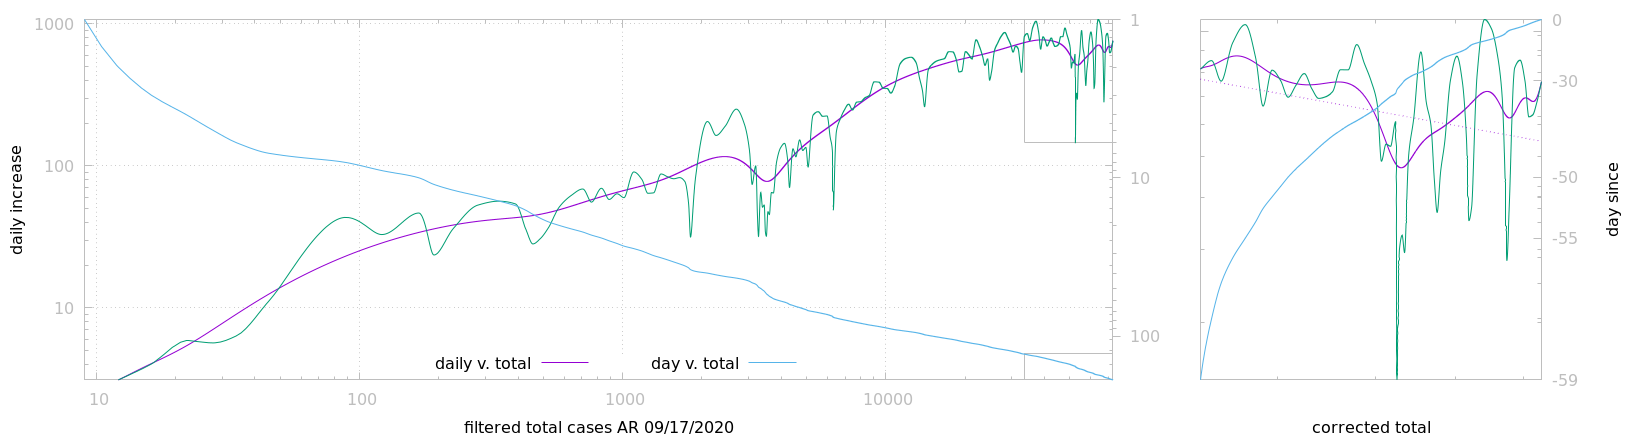 1000
100
10
daily increase
10
100
1000
10000
filtered total cases AR 09/17/2020
daily v. total
day v. total
1
10
100
0
-30
-50
-55
-59
day since
corrected total